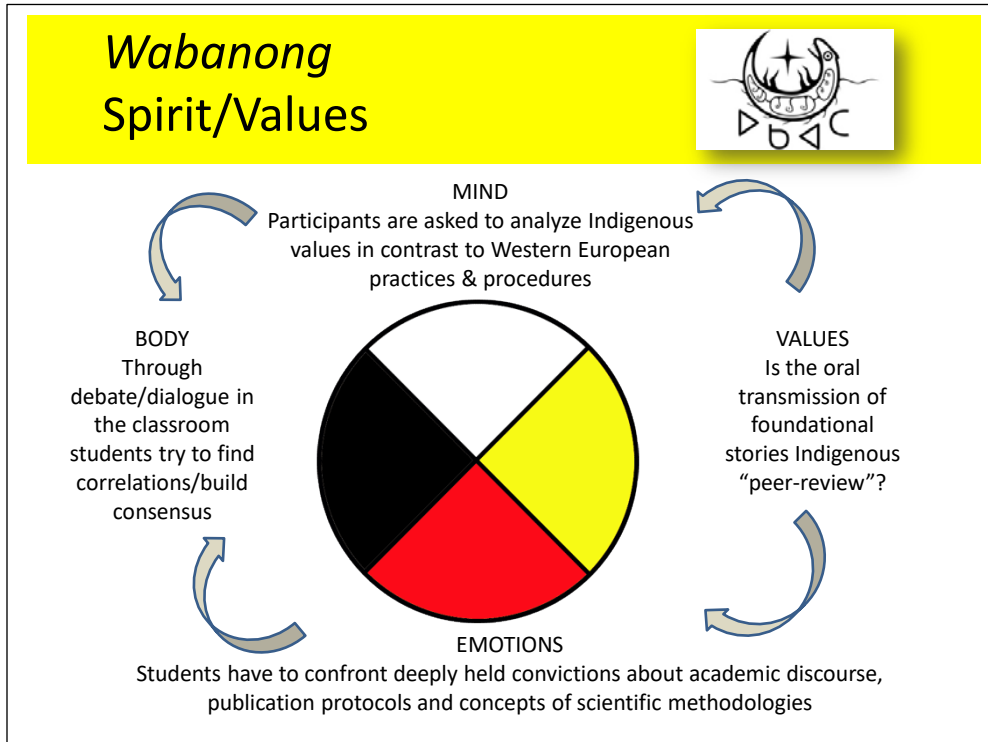 Wabanong
Spirit/Values
ᐅᑲᐊᑕ
MIND
Participants are asked to analyze Indigenous
values in contrast to Western European
practices & procedures
BODY
Through
debate/dialogue in
the classroom
students try to find
correlations/build
consensus
VALUES
Is the oral
transmission of
foundational
stories Indigenous
“peer-review”?
EMOTIONS
Students have to confront deeply held convictions about academic discourse,
publication protocols and concepts of scientific methodologies